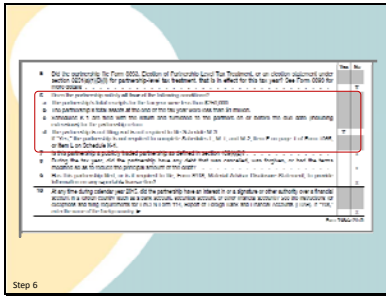 Yes No
5 Did the partnership file Form 8893, Election of Partnership Level Tax Treatment, or an election statement under
section 6231(a)(1)(B)(ii) for partnership-level tax treatment, that is in effect for this tax year? See Form 8893 for
more details
6 Does the partnership satisfy all four of the following conditions?
a The partnership's total receipts for the tax year were less than $250,000.
b The partnership's total assets at the end of the tax year were less than $1 million.
c Schedules K-1 are filed with the return and furnished to the partners on or before the due date (including
extensions) for the partnership return.
d The partnership is not filing and is not required to file Schedule M-3
If "Yes," the partnership is not required to complete Schedules L, M-1, and M-2; Item F on page 1 of Form 1065;
or Item L on Schedule K-1.
7 Is this partnership a publicly traded partnership as defined in section 469(k)(2)?
8 During the tax year, did the partnership have any debt that was cancelled, was forgiven, or had the terms
modified so as to reduce the principal amount of the debt?
9 Has this partnership filed, or is it required to file, Form 8918, Material Advisor Disclosure Statement, to provide
information on any reportable transaction?
10 At any time during calendar year
, did the partnership have an interest in or a signature or other authority over a financial
account in a foreign country (such as a bank account, securities account, or other financial account)? See the instructions for
exceptions and filing requirements for
Report of Foreign Bank and Financial Accounts
If "Yes,"
enter the name of the foreign country. ►
Form 1065
Step 6